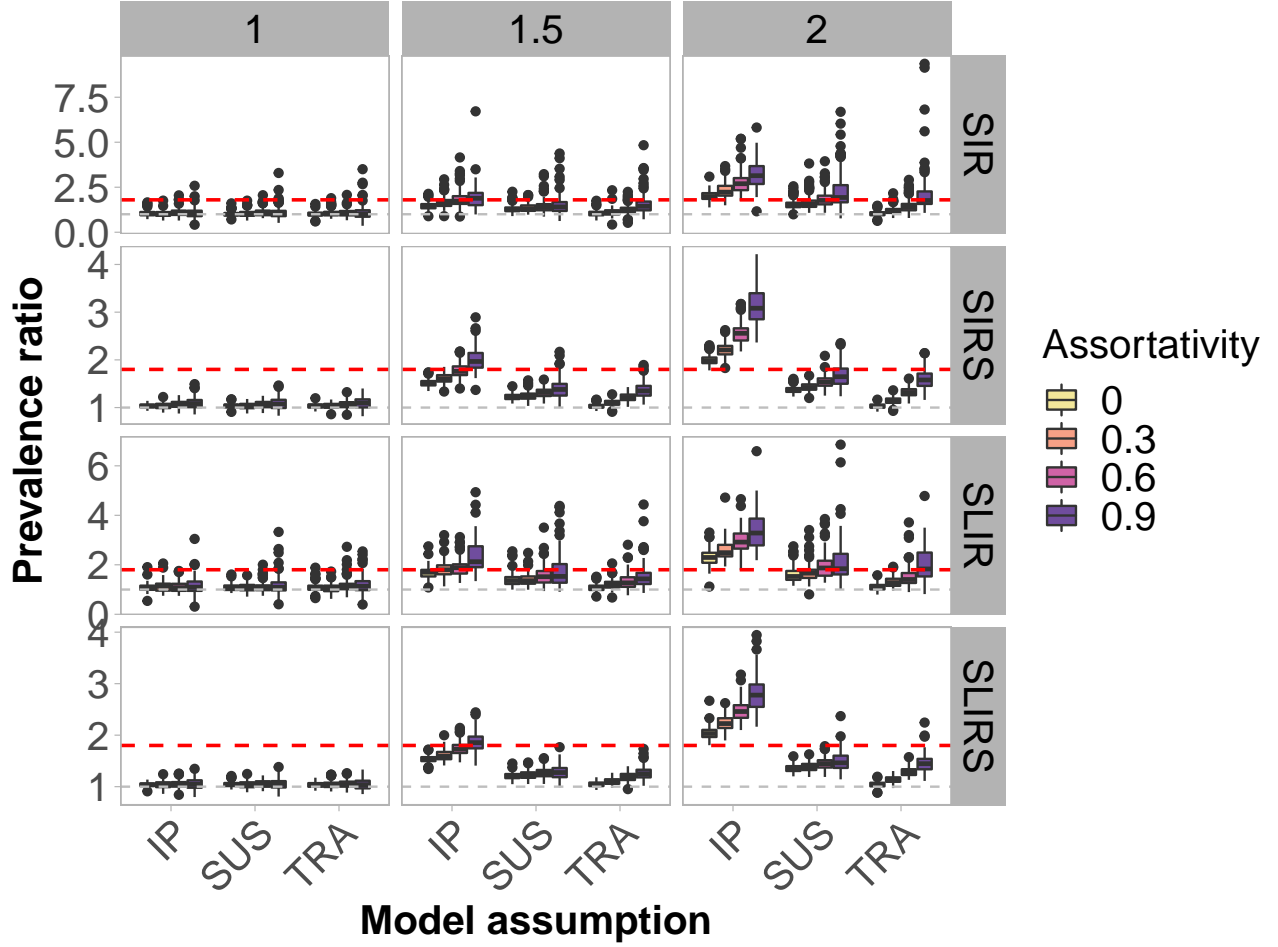 1 1.5 2
Prevalence ratio
7.5
5.0
2.5
0.0
SIR
4
3
2
1
SIRS
6
4
2
0
SLIR
4
3
2
1
SLIRS
IP SUS TRA IP SUS TRA IP SUS TRA
Model assumption
Assortativity
0
0.3
0.6
0.9